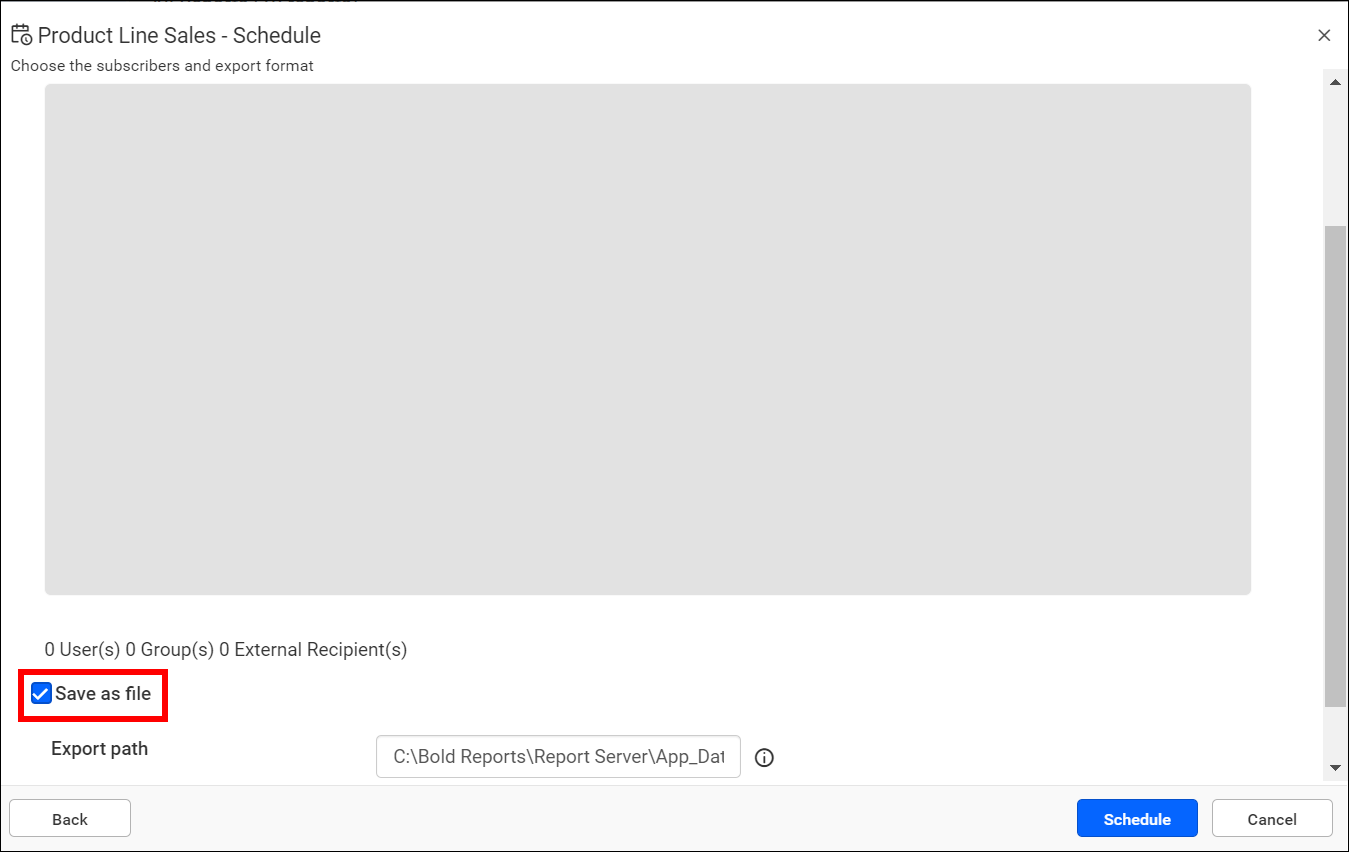 Product Line Sales - Schedule
Choose the subscribers and export format
0 User(s) 0 Group(s) 0 External Recipient(s)
Save as file
Export path
C:\Bold Reports\Report Server\App_Dat
Back
Schedule
Cancel